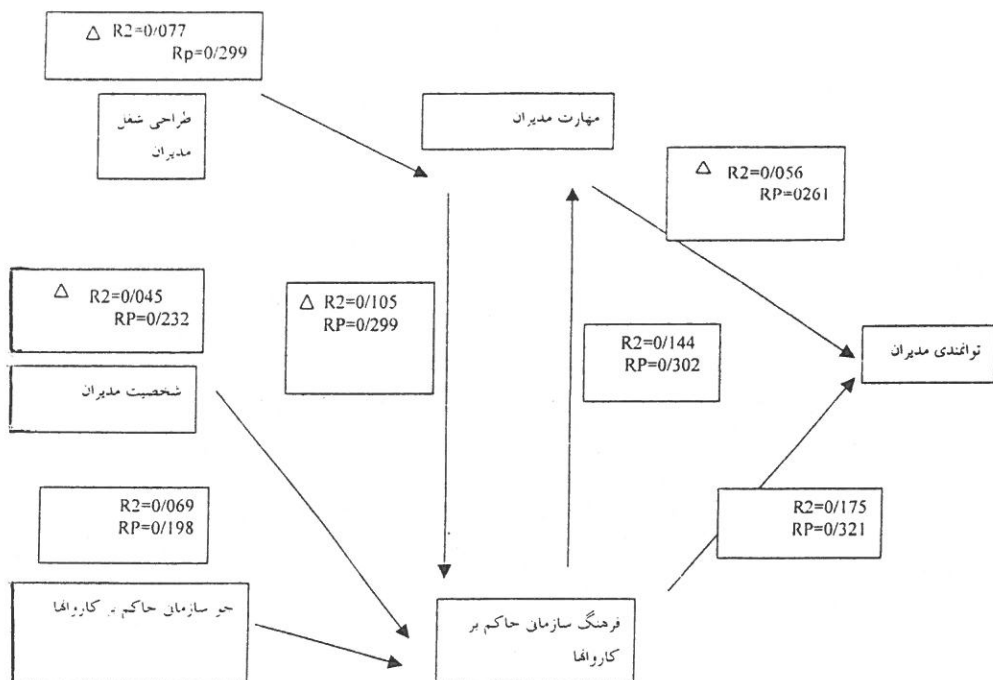 △ R2=0/077
Rp=0/299
طراحی شغل
مدیران
مهارت مدیران
△ R2=0/056
RP=0261
△ R2=0/045
RP=0/232
△ R2=0/105
RP=0/299
R2=0/144
RP=0/302
توانمندی مدیران
شخصیت مدیران
R2=0/069
RP=0/198
R2=0/175
RP=0/321
جو سازمانی حاکم بر کاروانها
فرهنگ سازمانی حاکم بر
کاروانها